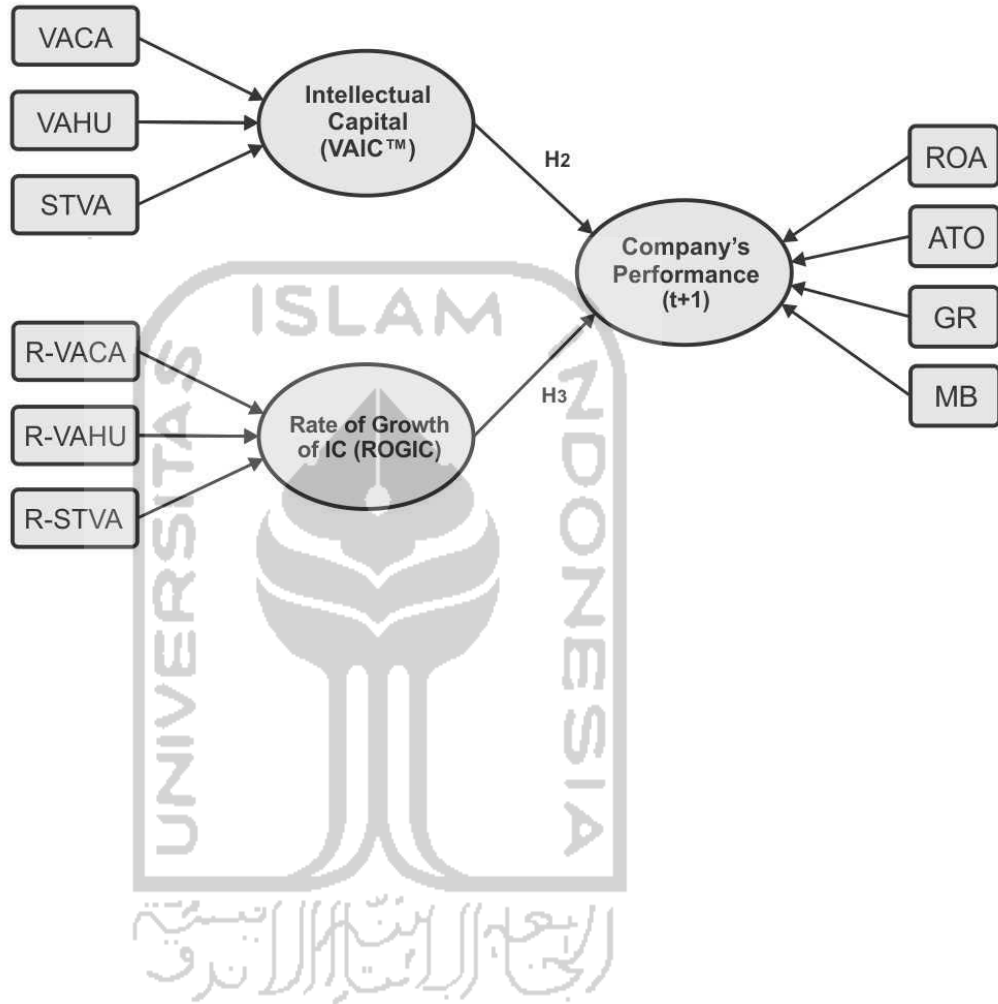 VACA
VAHU
STVA
Intellectual
Capital
(VAIC™)
H2
Company's
Performance
(t+1)
ROA
ATO
GR
MB
R-VACA
R-VAHU
R-STVA
Rate of Growth
of IC (ROGIC)
H3
UNIVERSITAS
ISLAM
INDONESIA